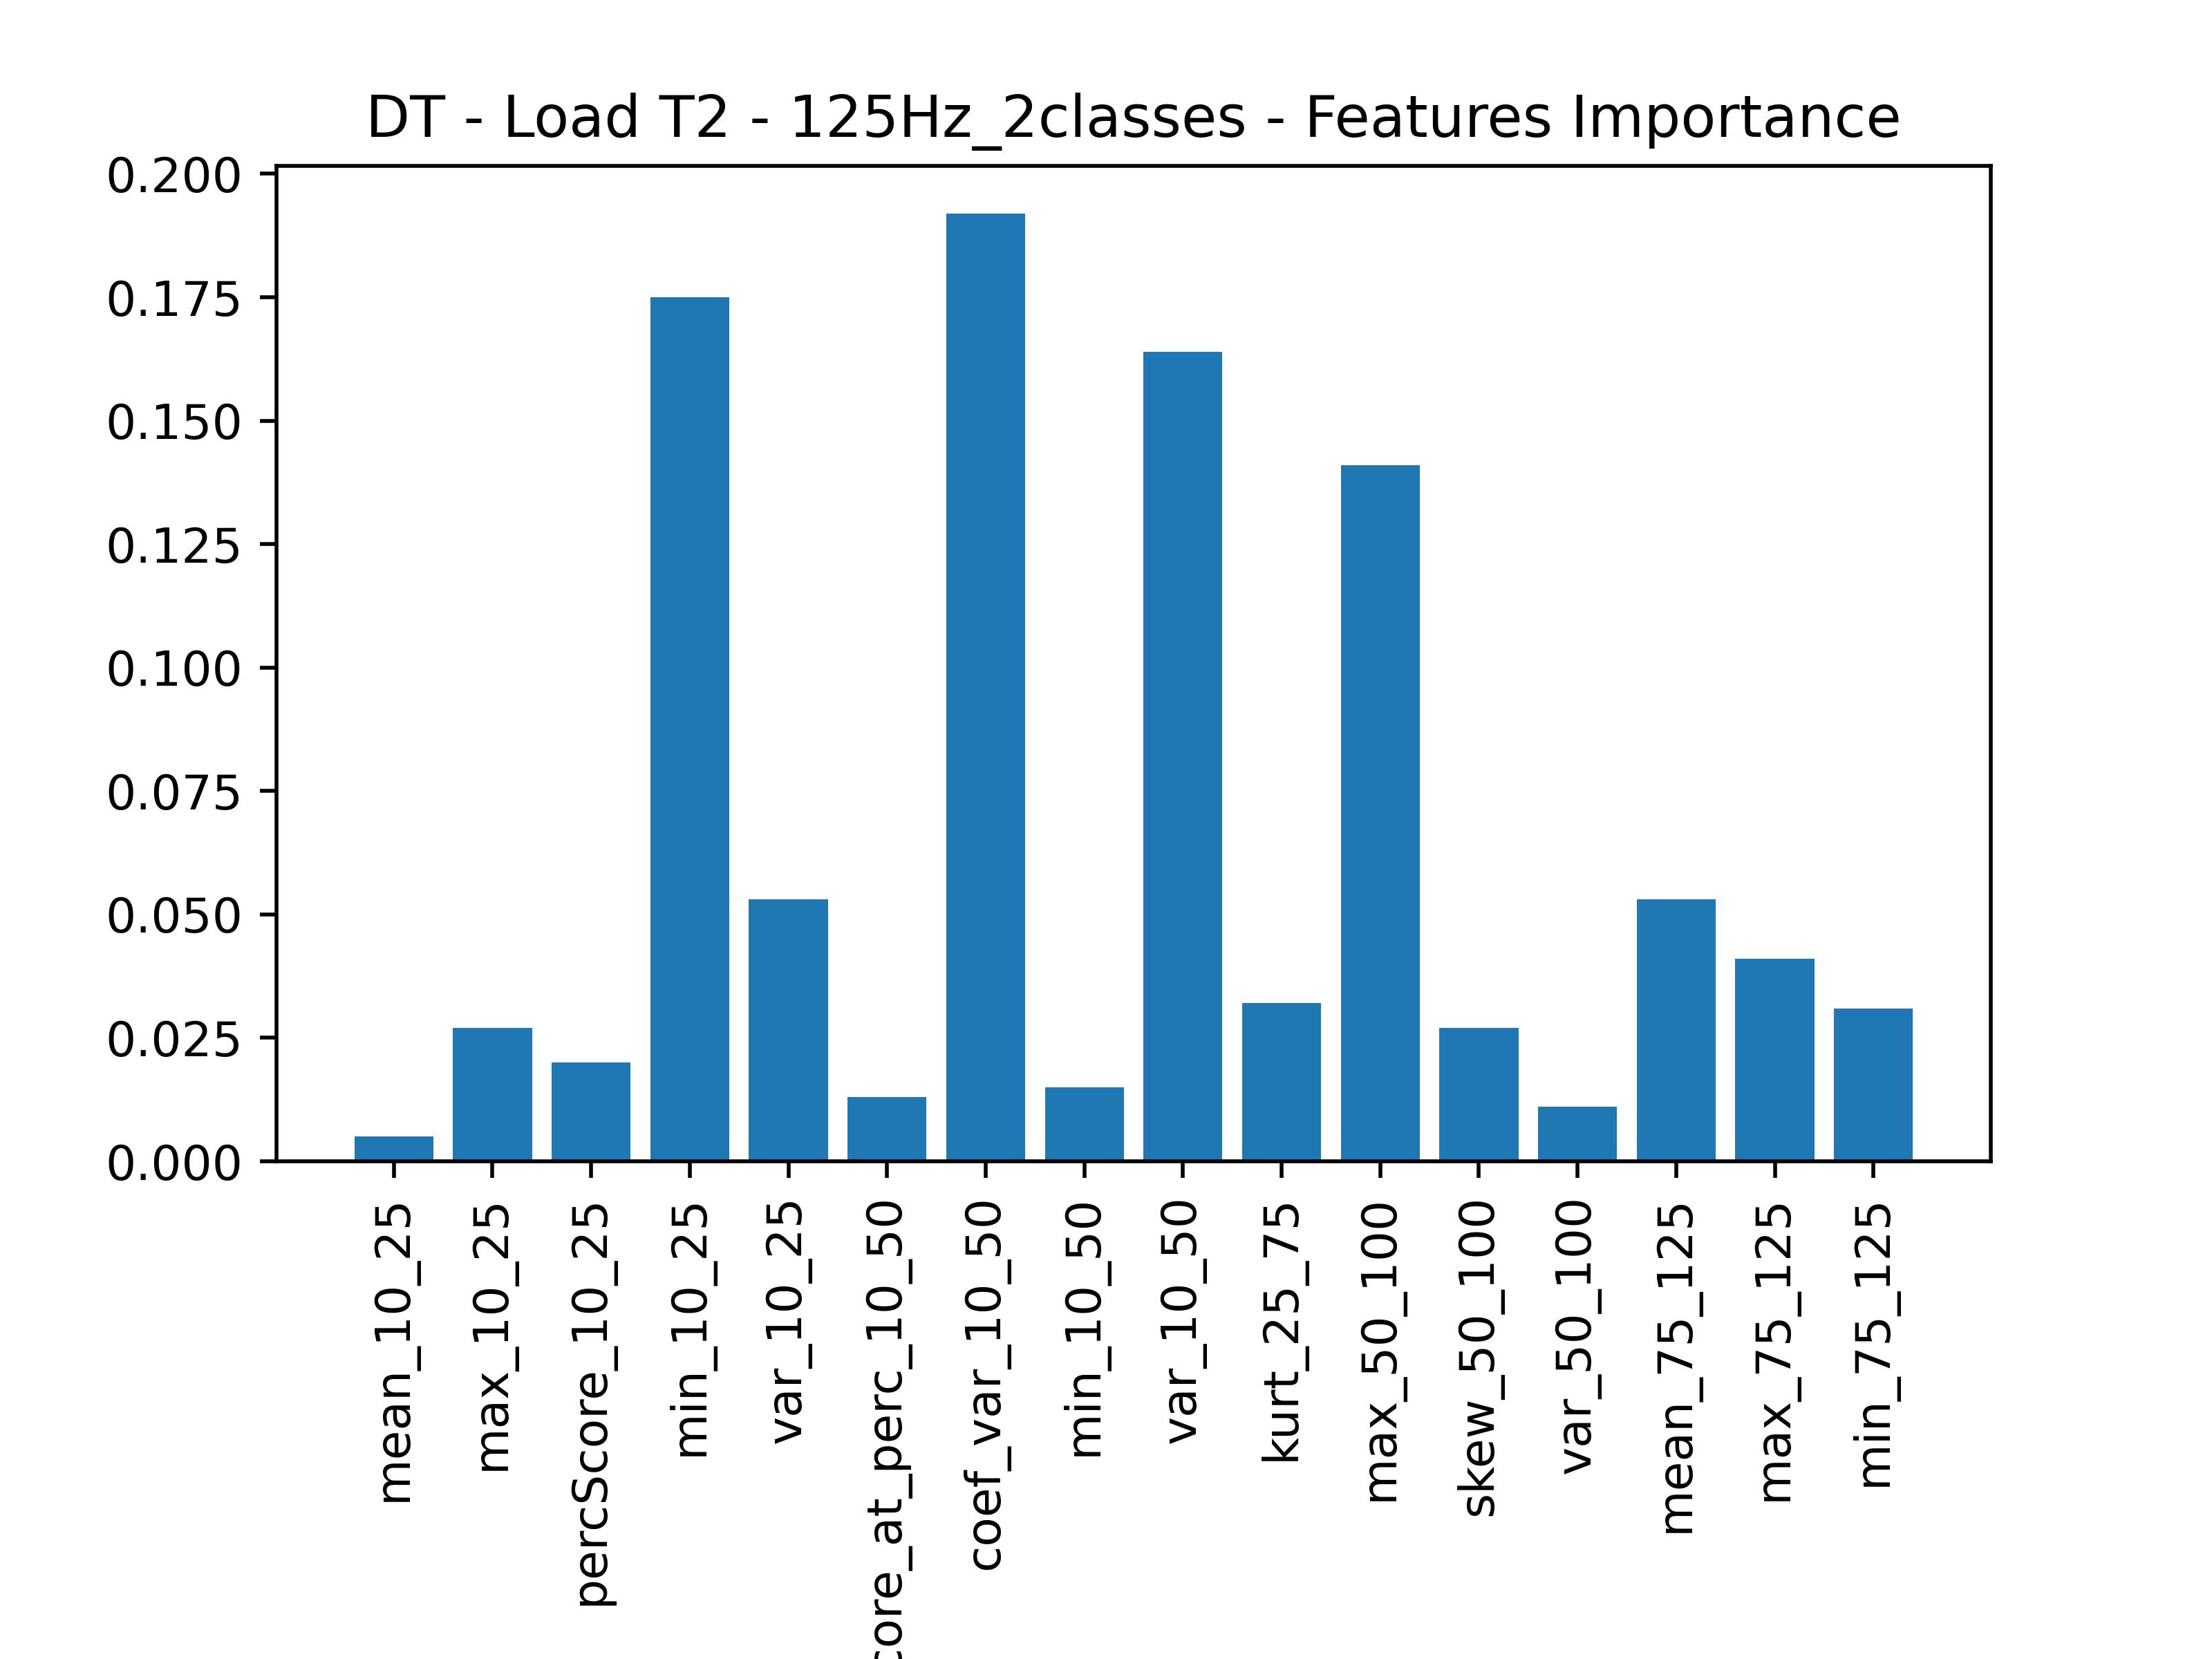 DT - Load T2 - 125Hz_2classes - Features Importance
0.200
0.175
0.150
0.125
0.100
0.075
0.050
0.025
0.000
mean_10_25
max_10_25
percScore_10_25
min_10_25
var_10_25
core_at_perc_10_50
coef_var_10_50
min_10_50
var_10_50
kurt_25_75
max_50_100
skew_50_100
var_50_100
mean_75_125
max_75_125
min_75_125